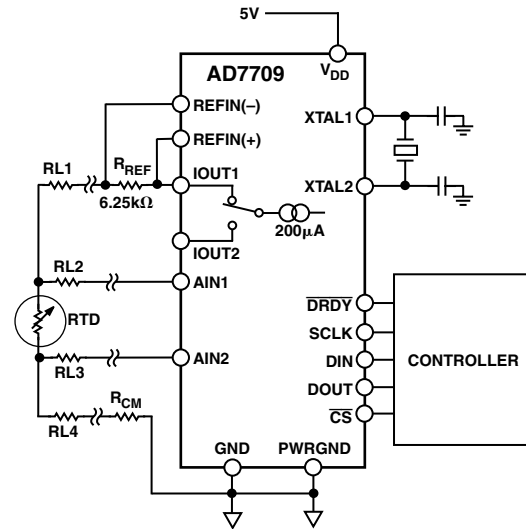 5V
AD7709
VDD
REFIN(–)
XTAL1
REFIN(+)
RL1
RREF
IOUT1
6.25kΩ
XTAL2
200μA
IOUT2
RL2
AIN1
RTD
DRDY
SCLK
CONTROLLER
DIN
AIN2
RL3
DOUT
CS
RCM
RL4
GND
PWRGND